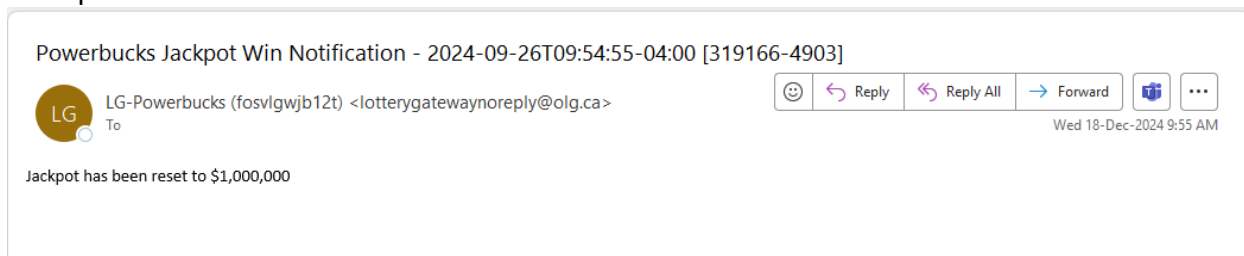 Powerbucks Jackpot Win Notification - 2024-09-26T09:54:55-04:00 [319166-4903]
LG
LG-Powerbucks (fosvlgwjb12t) <lotterygatewaynoreply@olg.ca>
To
Reply
Reply All
Forward
Wed 18-Dec-2024 9:55 AM
Jackpot has been reset to $1,000,000